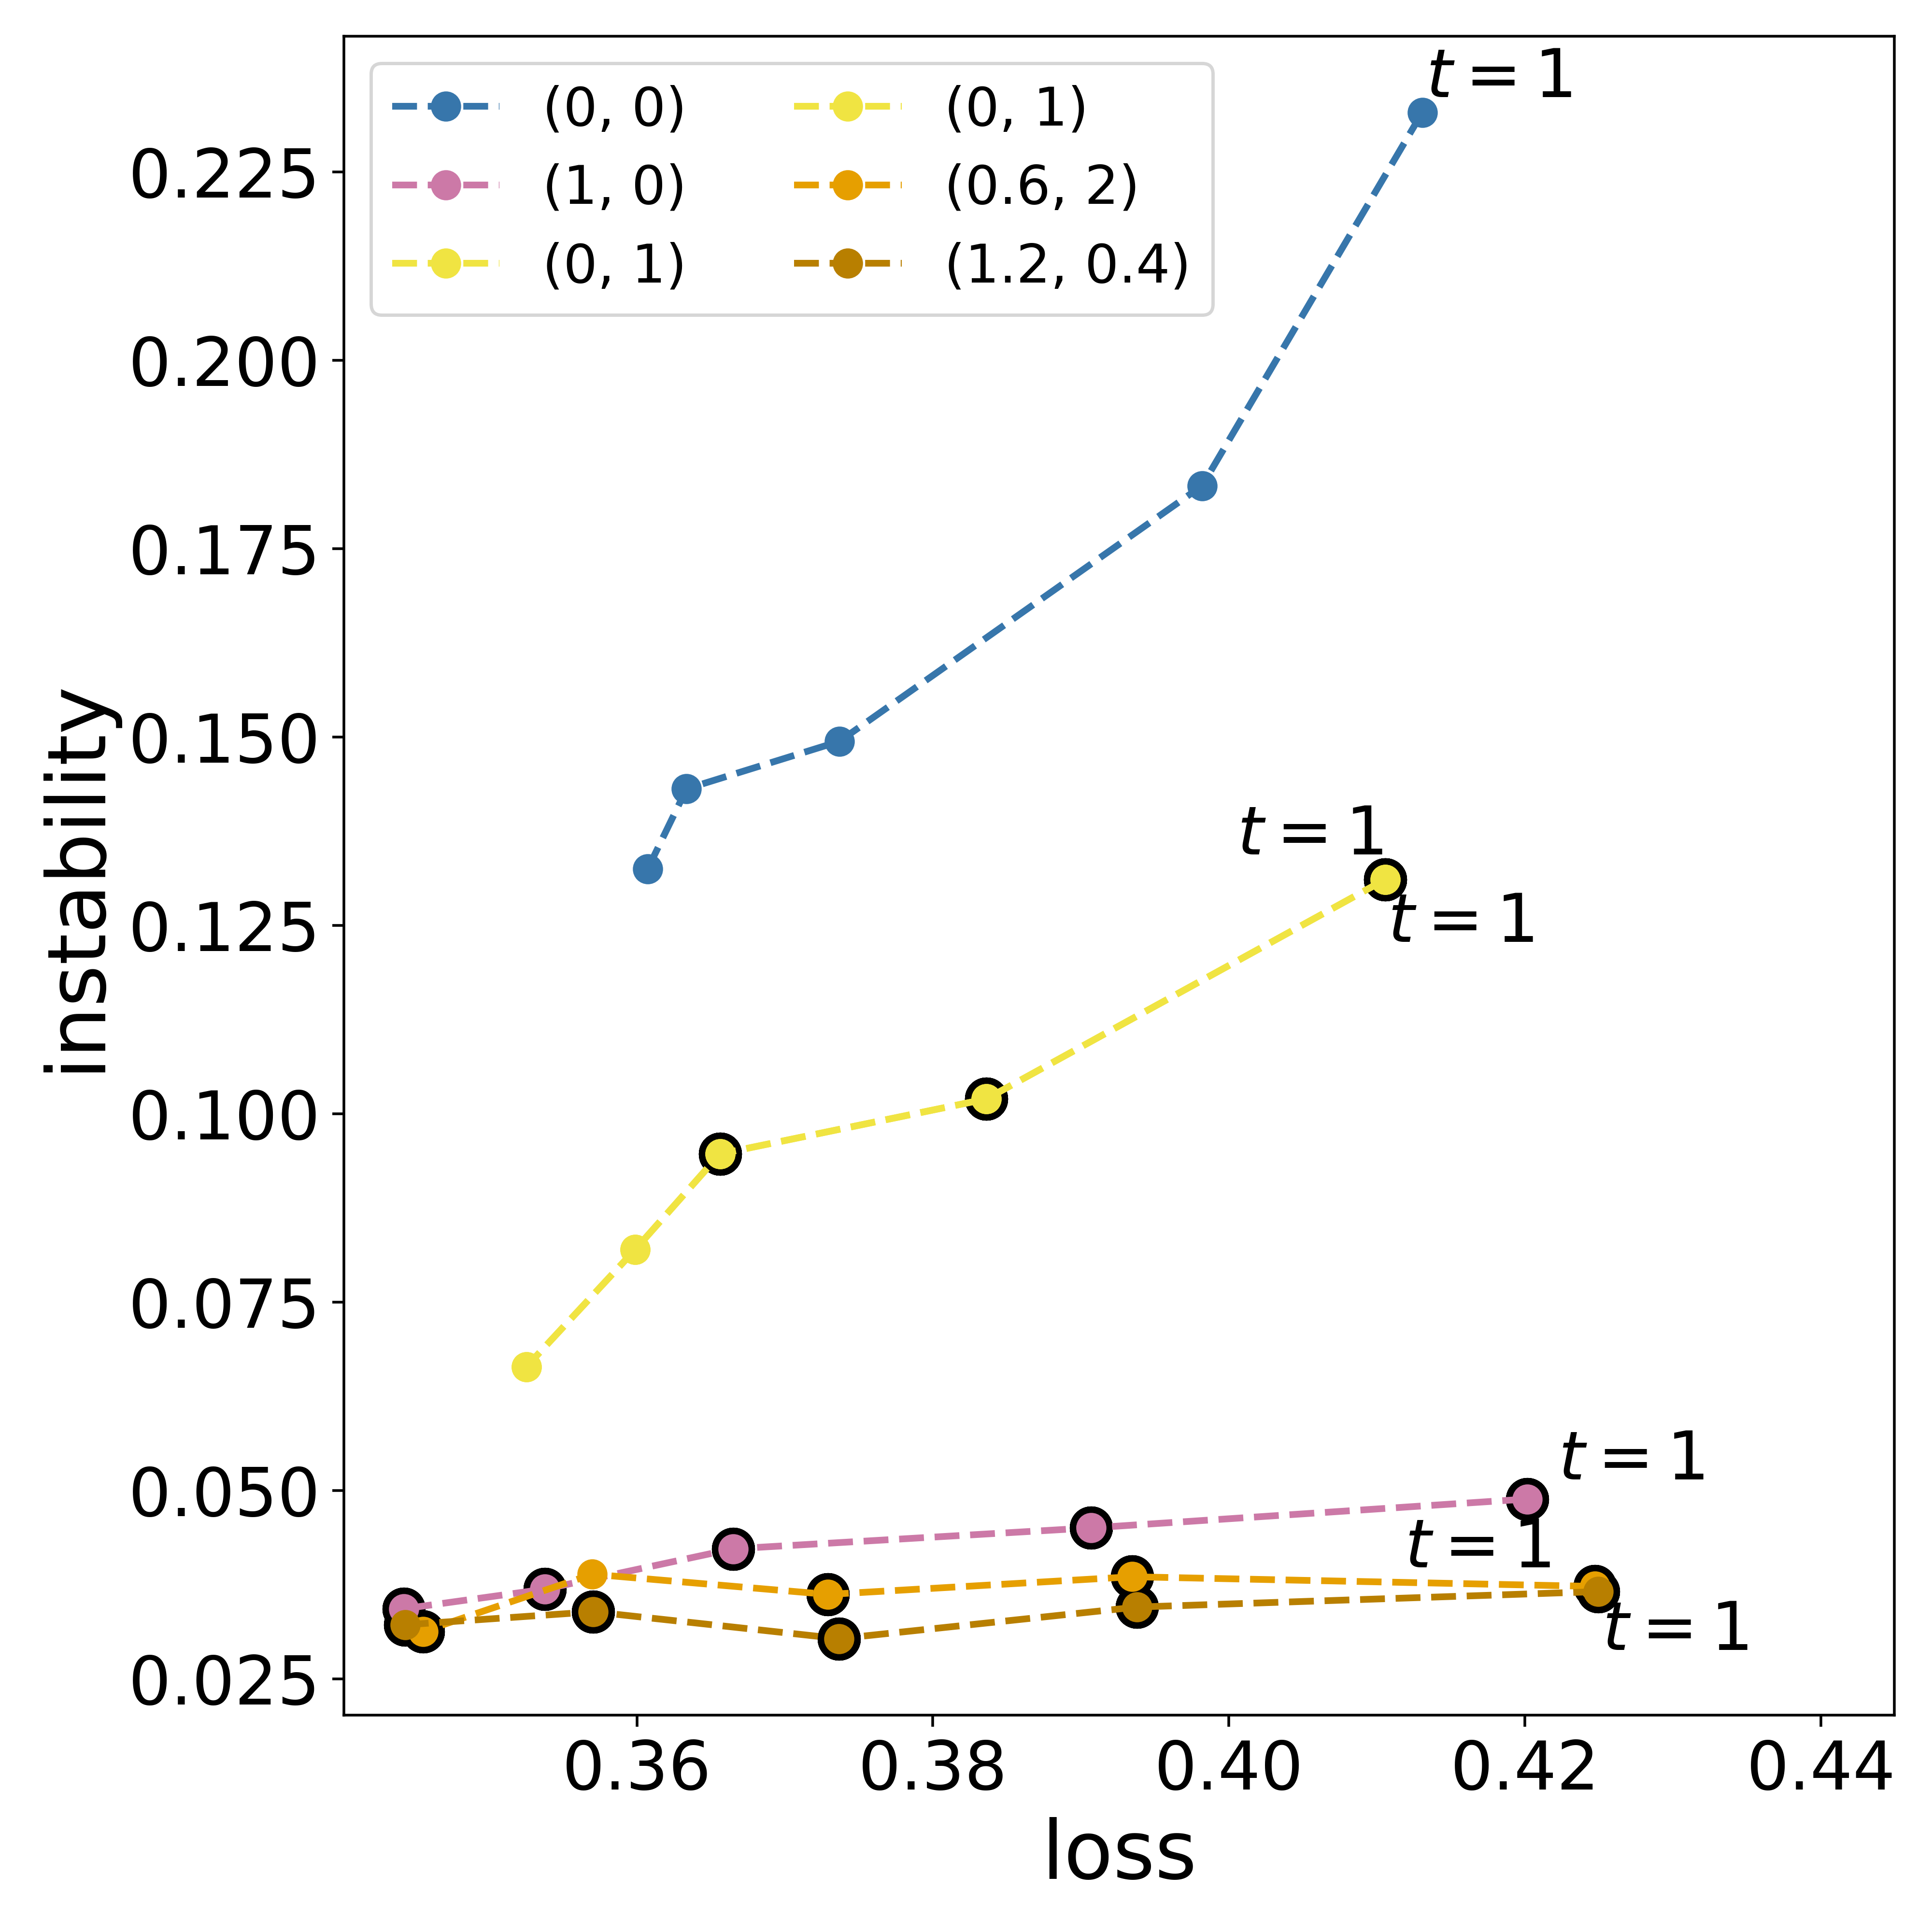 t = 1
(0, 0)
(1, 0)
(0, 1)
(0, 1)
(0.6, 2)
(1.2, 0.4)
0.225
0.200
0.175
0.150
t = 1
t = 1
0.125
0.100
0.075
t = 1
0.050
t = 1
t = 1
0.025
instability
0.36
0.38
0.40
0.42
0.44
loss